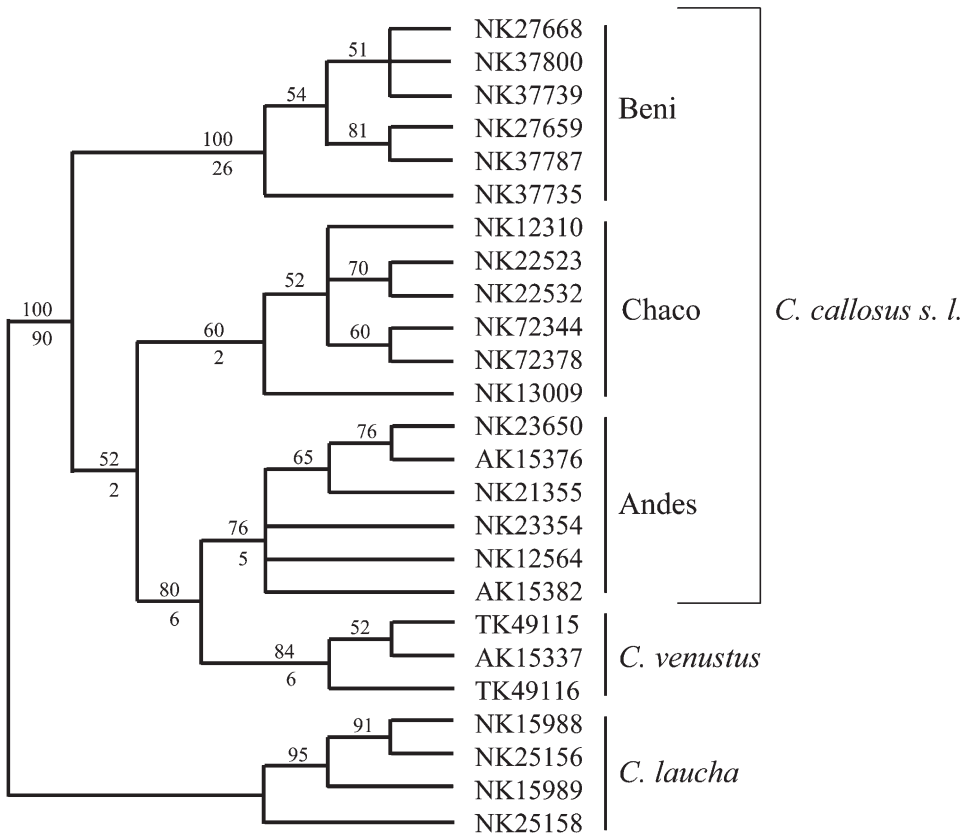 NK27668
51
NK37800
54
NK37739
NK27659
81
Beni
100
NK37787
26
NK37735
NK12310
NK22523
70
52
NK22532
100
60
NK72344
60
Chaco
C. callosus s. l.
90
2
NK72378
NK13009
NK23650
76
AK15376
65
52
NK21355
2
Andes
76
NK23354
5
NK12564
80
AK15382
6
TK49115
52
84
AK15337
C. venustus
6
TK49116
NK15988
91
95
NK25156
C. laucha
NK15989
NK25158